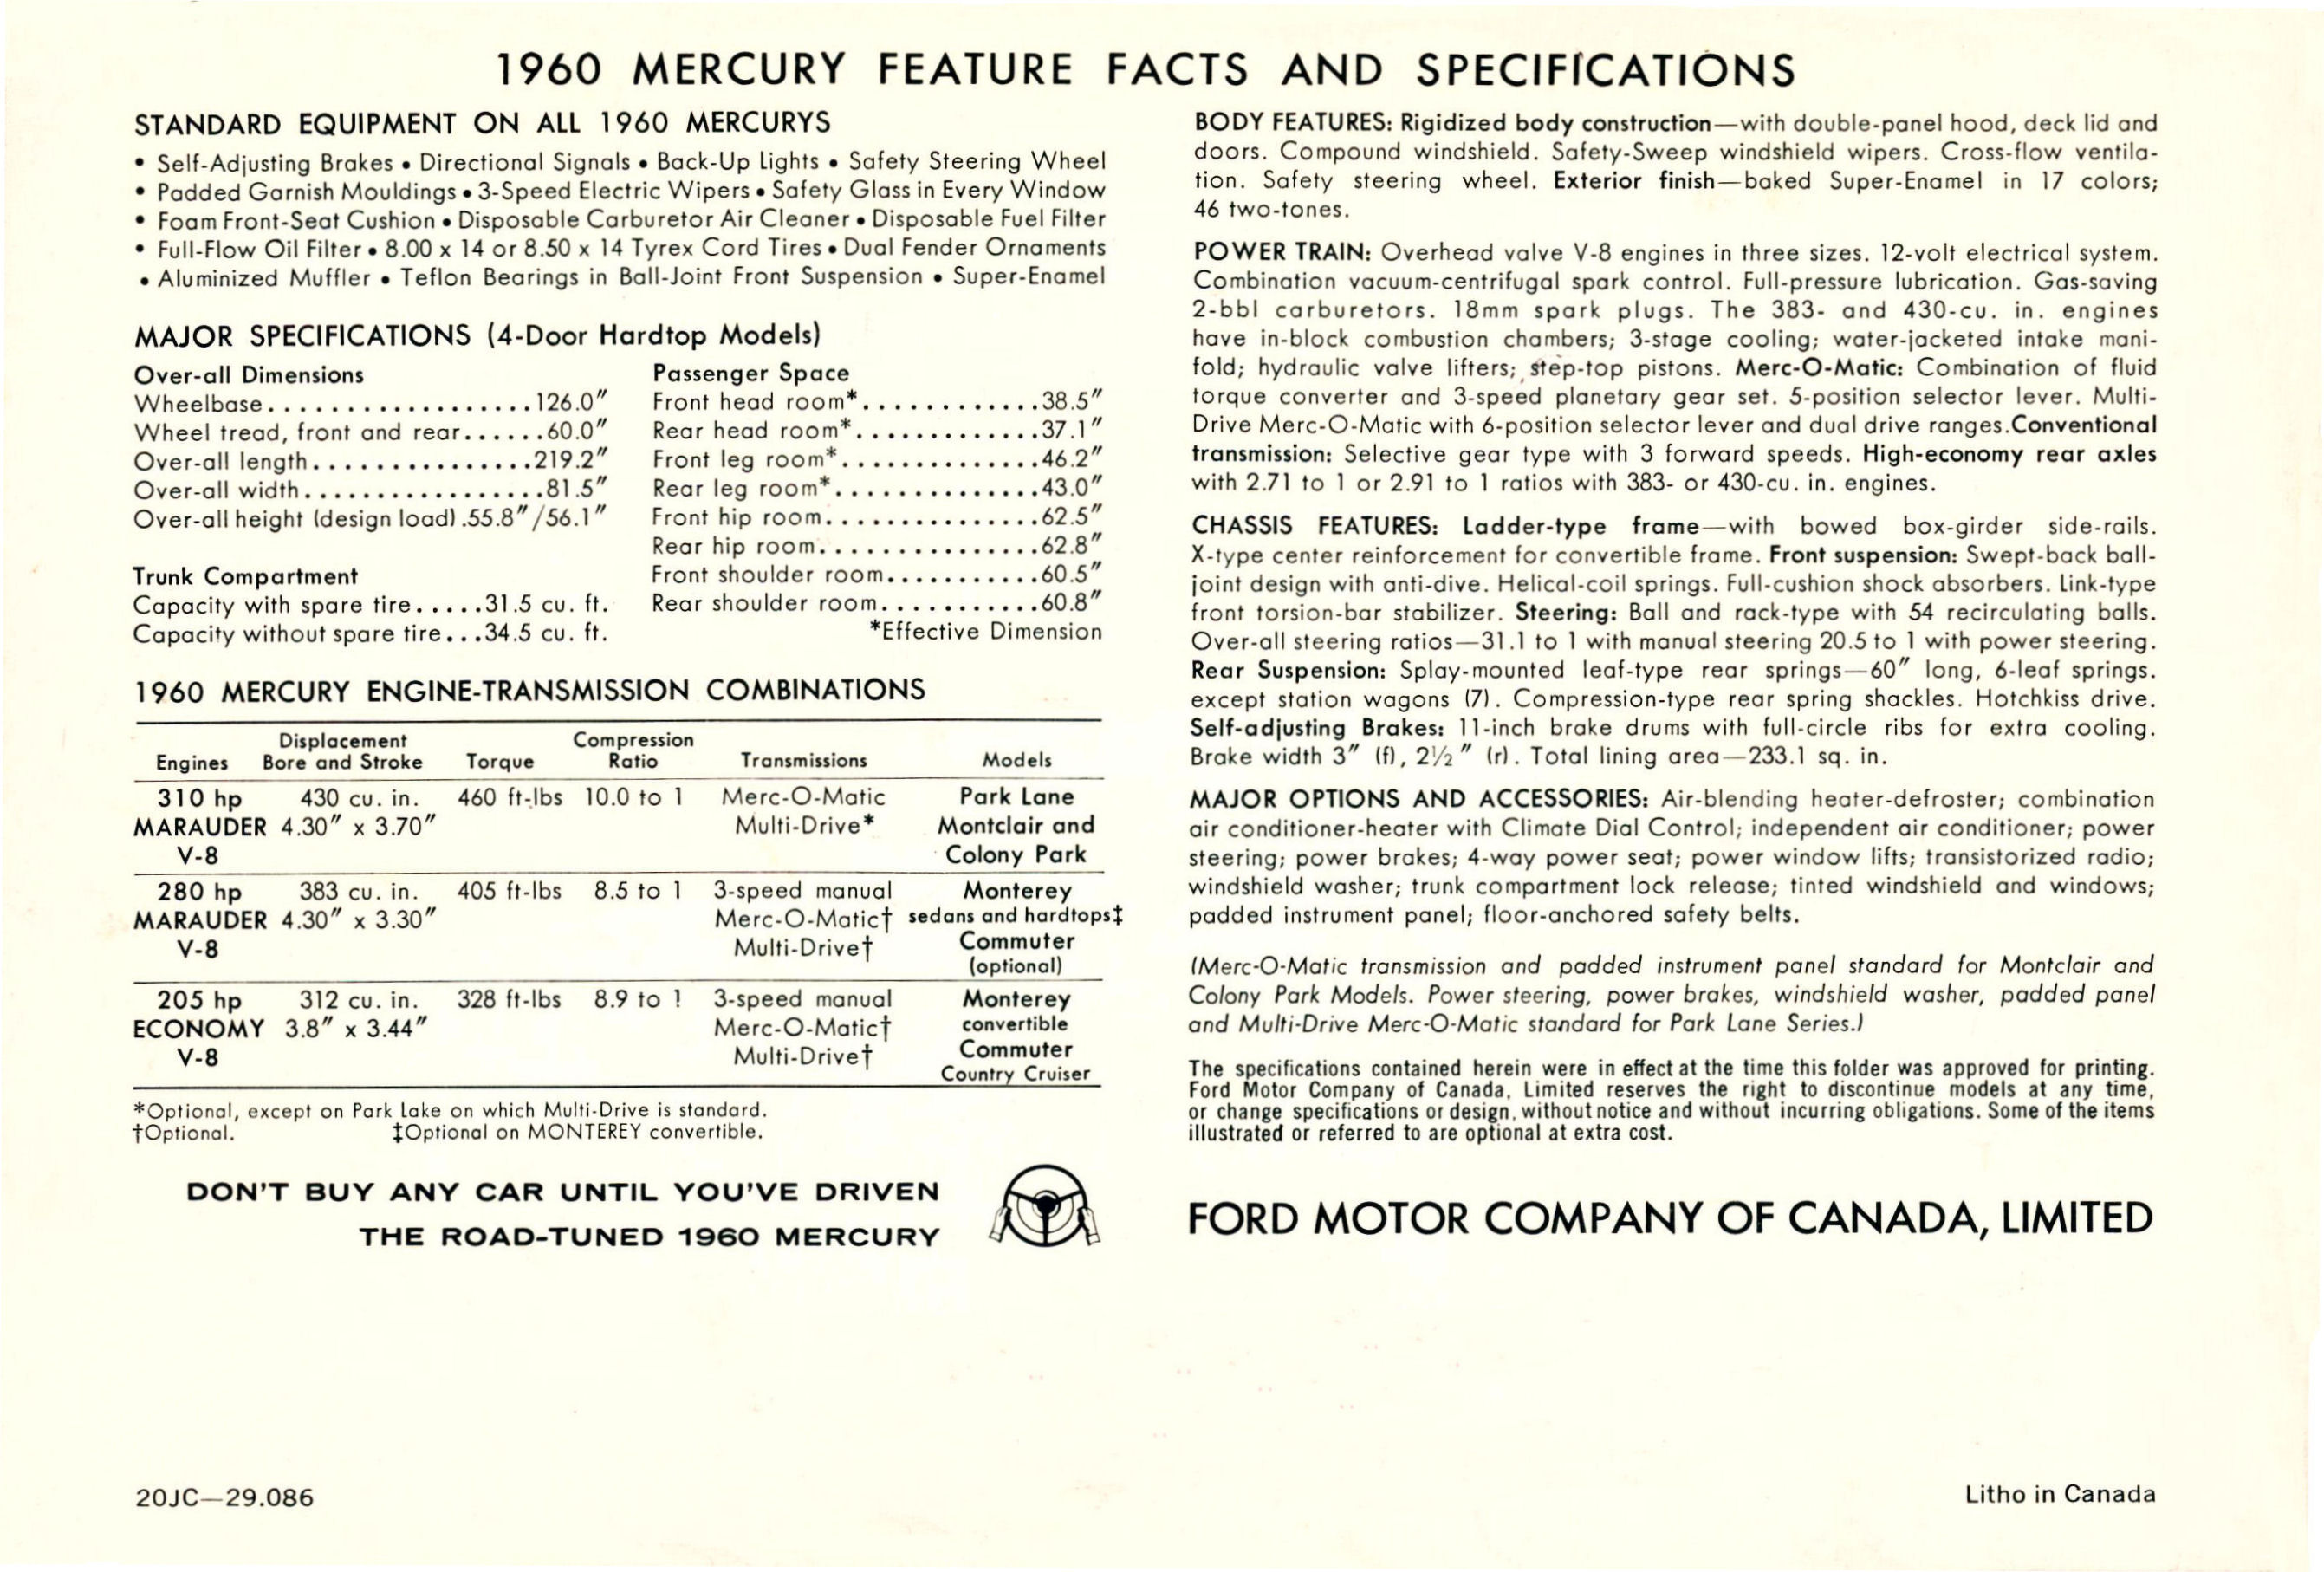 1960 MERCURY FEATURE FACTS AND SPECIFICATIONS
STANDARD EQUIPMENT ON ALL 1960 MERCURYS
• Self-Adjusting Brakes • Directional Signals • Back-Up Lights • Safety Steering Wheel
• Padded Garnish Mouldings • 3-Speed Electric Wipers • Safety Glass in Every Window
• Foam Front-Seat Cushion • Disposable Carburetor Air Cleaner • Disposable Fuel Filter
• Full-Flow Oil Filter • 8.00 x 14 or 8.50 x 14 Tyrex Cord Tires • Dual Fender Ornaments
• Aluminized Muffler • Teflon Bearings in Ball-Joint Front Suspension • Super-Enamel
MAJOR SPECIFICATIONS (4-Door Hardtop Models)
Over-all Dimensions
Wheelbase..................126.0″
Wheel tread, front and rear......60.0″
Over-all length...............219.2″
Over-all width.................81.5″
Over-all height (design load) .55.8″/56.1″
Trunk Compartment
Capacity with spare tire.....31.5 cu. ft.
Capacity without spare tire...34.5 cu. ft.
Passenger Space
Front head room*............38.5″
Rear head room*.............37.1″
Front leg room*..............46.2″
Rear leg room*..............43.0″
Front hip room...............62.5″
Rear hip room...............62.8″
Front shoulder room...........60.5″
Rear shoulder room...........60.8″
*Effective Dimension
1960 MERCURY ENGINE-TRANSMISSION COMBINATIONS
Displacement Compression
Engines Bore and Stroke Torque Ratio Transmissions Models
310 hp 430 cu. in. 460 ft-lbs 10.0 to 1 Merc-O-Matic Park Lane
MARAUDER 4.30″ x 3.70″ Multi-Drive* Montclair and
V-8 Colony Park
280 hp 383 cu. in. 405 ft-lbs 8.5 to 1 3-speed manual Monterey
MARAUDER 4.30″ x 3.30″ Merc-O-Matic† sedans and hardtops‡
V-8 Multi-Drive† Commuter
(optional)
205 hp 312 cu. in. 328 ft-lbs 8.9 to 1 3-speed manual Monterey
ECONOMY 3.8″ x 3.44″ Merc-O-Matic† convertible
V-8 Multi-Drive† Commuter
Country Cruiser
*Optional, except on Park Lake on which Multi-Drive is standard.
†Optional. ‡Optional on MONTEREY convertible.
DON'T BUY ANY CAR UNTIL YOU'VE DRIVEN
THE ROAD-TUNED 1960 MERCURY
20JC—29.086
BODY FEATURES: Rigidized body construction—with double-panel hood, deck lid and
doors. Compound windshield. Safety-Sweep windshield wipers. Cross-flow ventila-
tion. Safety steering wheel. Exterior finish—baked Super-Enamel in 17 colors;
46 two-tones.
POWER TRAIN: Overhead valve V-8 engines in three sizes. 12-volt electrical system.
Combination vacuum-centrifugal spark control. Full-pressure lubrication. Gas-saving
2-bbl carburetors. 18mm spark plugs. The 383- and 430-cu. in. engines
have in-block combustion chambers; 3-stage cooling; water-jacketed intake mani-
fold; hydraulic valve lifters; step-top pistons. Merc-O-Matic: Combination of fluid
torque converter and 3-speed planetary gear set. 5-position selector lever. Multi-
Drive Merc-O-Matic with 6-position selector lever and dual drive ranges.Conventional
transmission: Selective gear type with 3 forward speeds. High-economy rear axles
with 2.71 to 1 or 2.91 to 1 ratios with 383- or 430-cu. in. engines.
CHASSIS FEATURES: Ladder-type frame—with bowed box-girder side-rails.
X-type center reinforcement for convertible frame. Front suspension: Swept-back ball-
joint design with anti-dive. Helical-coil springs. Full-cushion shock absorbers. Link-type
front torsion-bar stabilizer. Steering: Ball and rack-type with 54 recirculating balls.
Over-all steering ratios—31.1 to 1 with manual steering 20.5 to 1 with power steering.
Rear Suspension: Splay-mounted leaf-type rear springs—60″ long, 6-leaf springs.
except station wagons (7). Compression-type rear spring shackles. Hotchkiss drive.
Self-adjusting Brakes: 11-inch brake drums with full-circle ribs for extra cooling.
Brake width 3″ (f), 2½″ (r). Total lining area—233.1 sq. in.
MAJOR OPTIONS AND ACCESSORIES: Air-blending heater-defroster; combination
air conditioner-heater with Climate Dial Control; independent air conditioner; power
steering; power brakes; 4-way power seat; power window lifts; transistorized radio;
windshield washer; trunk compartment lock release; tinted windshield and windows;
padded instrument panel; floor-anchored safety belts.
(Merc-O-Matic transmission and padded instrument panel standard for Montclair and
Colony Park Models. Power steering, power brakes, windshield washer, padded panel
and Multi-Drive Merc-O-Matic standard for Park Lane Series.)
The specifications contained herein were in effect at the time this folder was approved for printing.
Ford Motor Company of Canada, Limited reserves the right to discontinue models at any time,
or change specifications or design, without notice and without incurring obligations. Some of the items
illustrated or referred to are optional at extra cost.
FORD MOTOR COMPANY OF CANADA, LIMITED
Litho in Canada